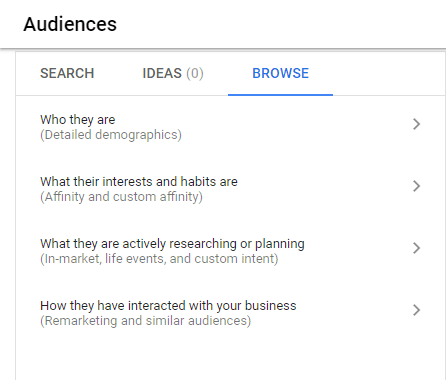 Audiences
SEARCH IDEAS (0) BROWSE
Who they are
(Detailed demographics)
What their interests and habits are
(Affinity and custom affinity)
What they are actively researching or planning
(In-market, life events, and custom intent)
How they have interacted with your business
(Remarketing and similar audiences)